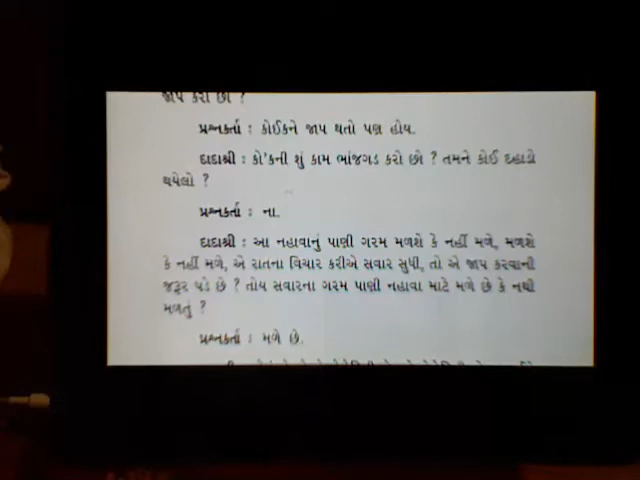 જાપ કરો છો ?
પ્રશ્નકર્તા : કોઈકને જાપ થતો પણ હોય.
દાદાશ્રી : કો'કની શું કામ ભાંજગડ કરો છો ? તમને કોઈ દહાડો
થયેલો ?
પ્રશ્નકર્તા : ના.
દાદાશ્રી : આ નહાવાનું પાણી ગરમ મળશે કે નહીં મળે, મળશે
કે નહીં મળે, એ રાતના વિચાર કરીએ સવાર સુધી, તો એ જાપ કરવાની
જરૂર પડે છે ? તોય સવારના ગરમ પાણી નહાવા માટે મળે છે કે નથી
મળતું ?
પ્રશ્નકર્તા : મળે છે.